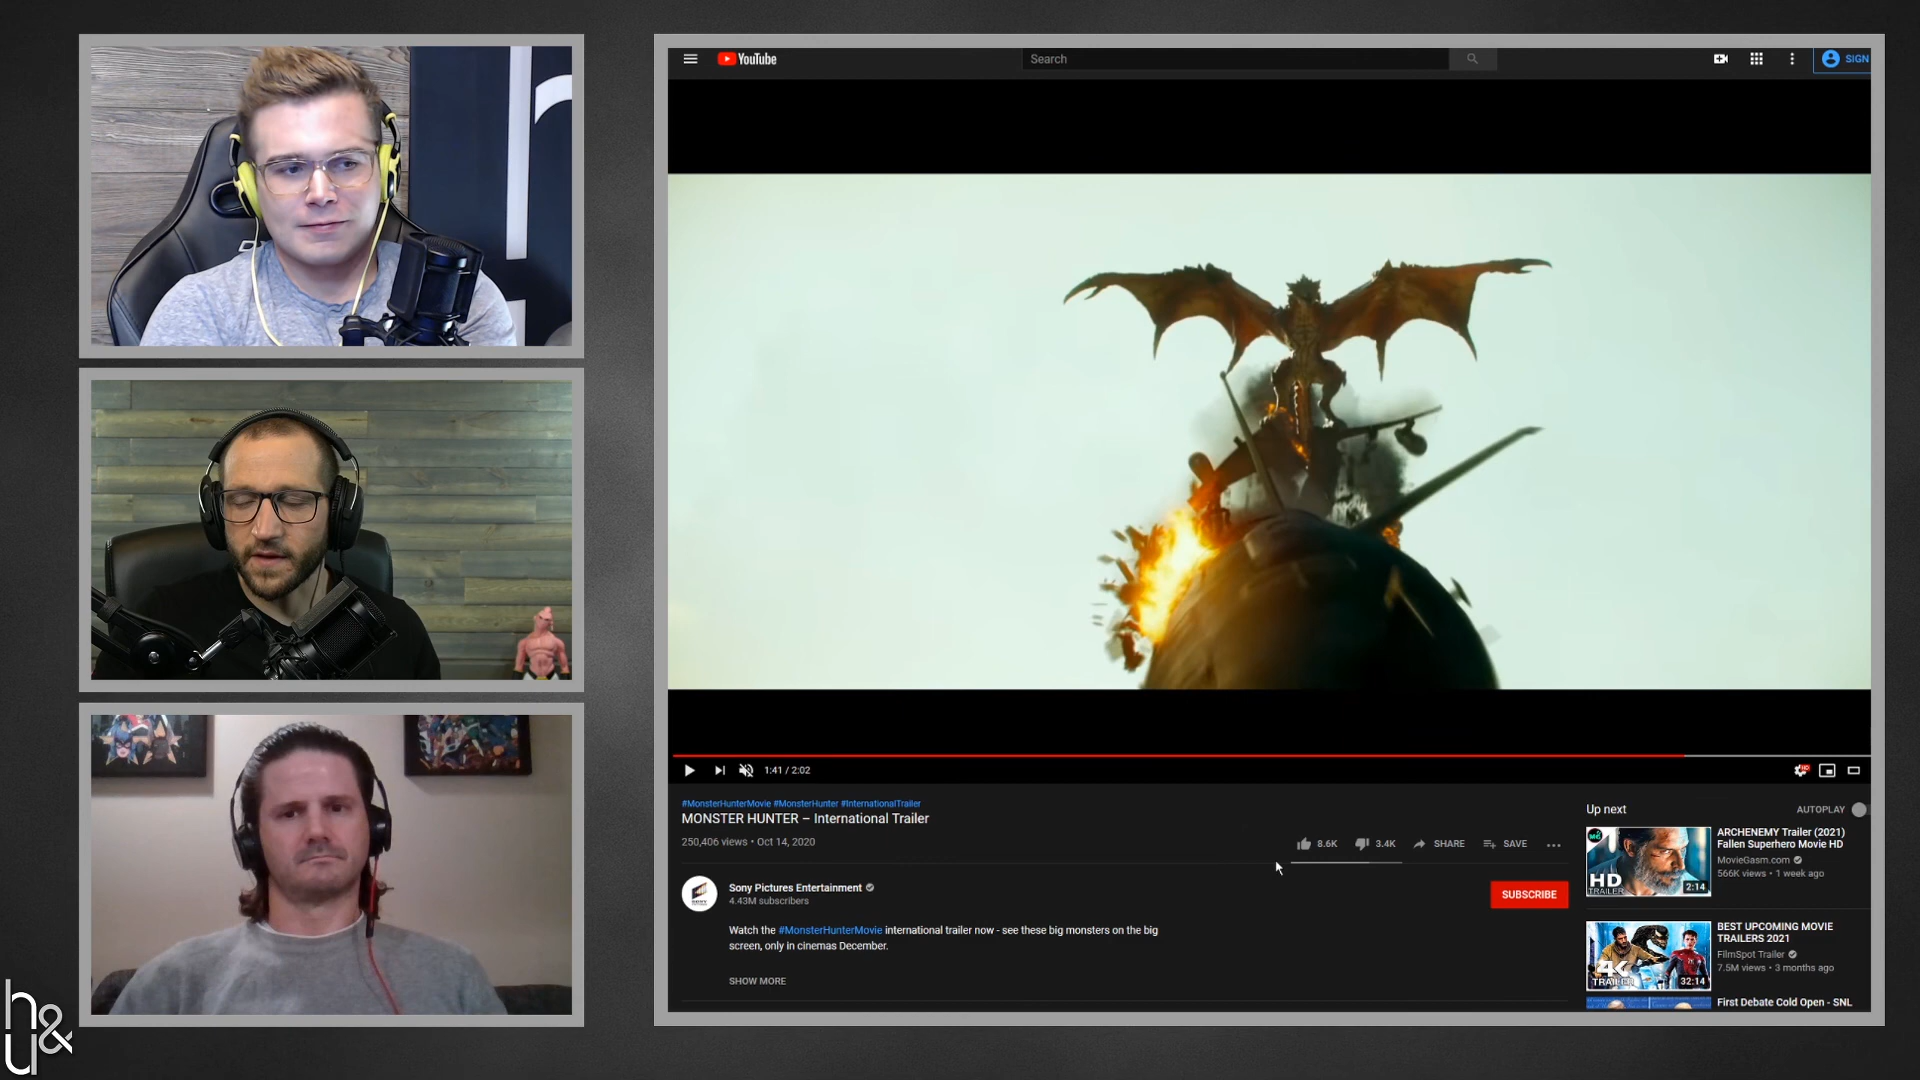 YouTube
Search
SIGN
1:41 / 2:02
#MonsterHunterMovie #MonsterHunter #InternationalTrailer
MONSTER HUNTER – International Trailer
250,406 views • Oct 14, 2020
8.6K
3.4K
SHARE
SAVE
Sony Pictures Entertainment
4.43M subscribers
SUBSCRIBE
Watch the #MonsterHunterMovie international trailer now - see these big monsters on the big
screen, only in cinemas December.
SHOW MORE
Up next
AUTOPLAY
HD
TRAILER
2:14
ARCHENEMY Trailer (2021)
Fallen Superhero Movie HD
MovieGasm.com
566K views • 1 week ago
4K
TRAILER
32:14
BEST UPCOMING MOVIE
TRAILERS 2021
FilmSpot Trailer
7.5M views • 3 months ago
First Debate Cold Open - SNL
h&u